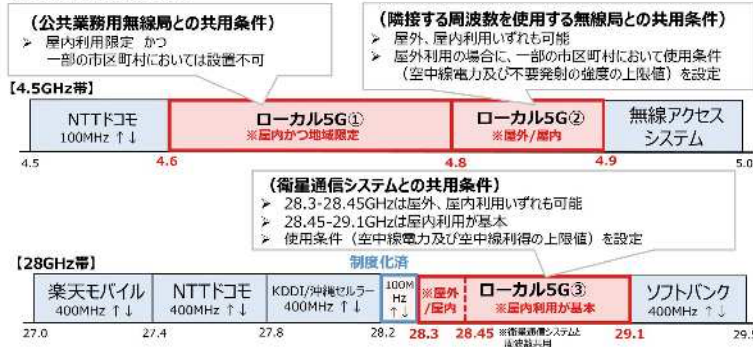 (公共業務用無線局との共用条件)
➢ 屋内利用限定 かつ
一部の市区町村においては設置不可
(隣接する周波数を使用する無線局との共用条件)
➢ 屋外、屋内利用いずれも可能
➢ 屋外利用の場合に、一部の市区町村において使用条件
(空中線電力及び不要発射の強度の上限値)を設定
【4.5GHz帯】
NTTドコモ
100MHz ↑↓
ローカル5G①
※屋内かつ地域限定
ローカル5G②
※屋外/屋内
無線アクセス
システム
4.5 4.6 4.8 4.9 5.0
(衛星通信システムとの共用条件)
➢ 28.3-28.45GHzは屋外、屋内利用いずれも可能
➢ 28.45-29.1GHzは屋内利用が基本
➢ 使用条件(空中線電力及び空中線利得の上限値)を設定
【28GHz帯】
制度化済
楽天モバイル
400MHz ↑↓
NTTドコモ
400MHz ↑↓
KDDI/沖縄セルラー
400MHz ↑↓
100M
Hz
↑↓
※屋外
/屋内
ローカル5G③
※屋内利用が基本
ソフトバンク
400MHz ↑↓
27.0 27.4 27.8 28.2 28.3 28.45 29.1 29.5
※衛星通信システムと
周波数共用